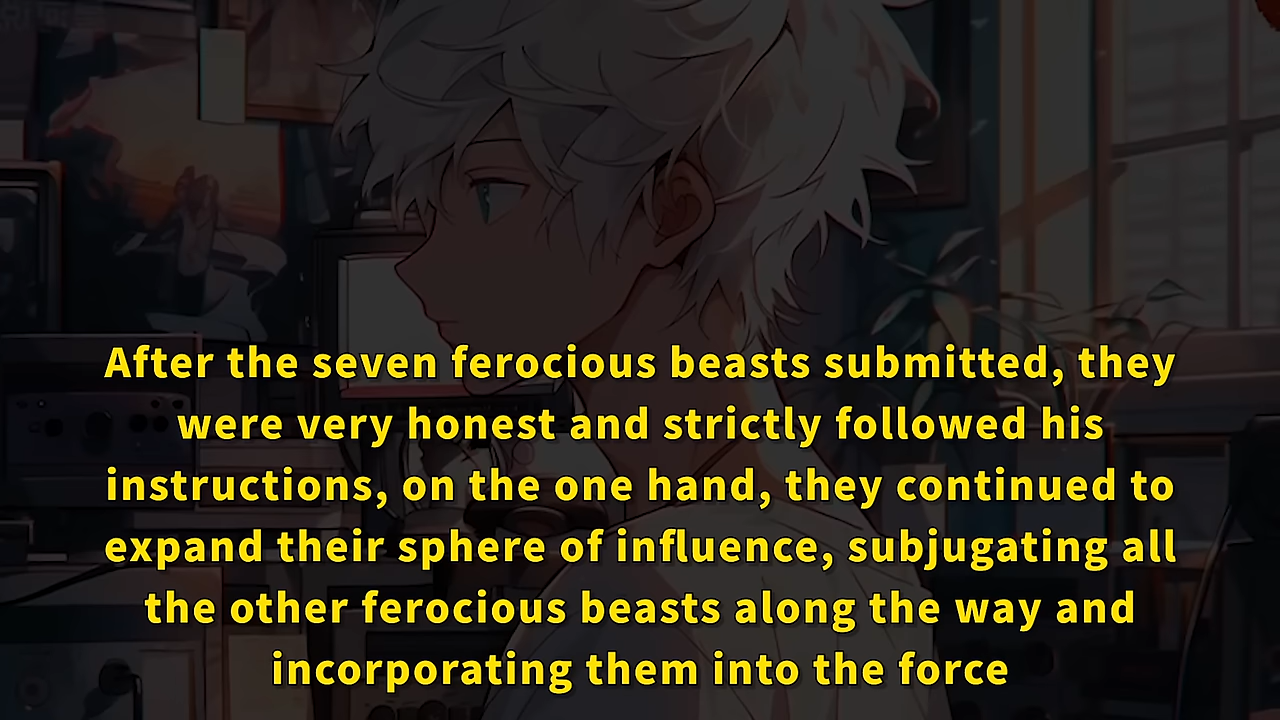 After the seven ferocious beasts submitted, they
were very honest and strictly followed his
instructions, on the one hand, they continued to
expand their sphere of influence, subjugating all
the other ferocious beasts along the way and
incorporating them into the force